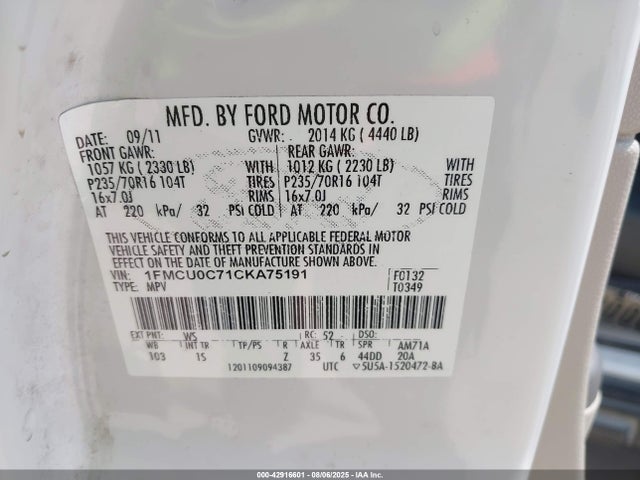 MFD. BY FORD MOTOR CO.
DATE: 09/11 GVWR: 2014 KG ( 4440 LB)
FRONT GAWR: REAR GAWR:
1057 KG ( 2330 LB) WITH 1012 KG ( 2230 LB) WITH
P235/70R16 104T TIRES P235/70R16 104T TIRES
16x7.0J RIMS 16x7.0J RIMS
AT 220 kPa/ 32 PSI COLD AT 220 kPa/ 32 PSI COLD
THIS VEHICLE CONFORMS TO ALL APPLICABLE FEDERAL MOTOR
VEHICLE SAFETY AND THEFT PREVENTION STANDARDS IN EFFECT
ON THE DATE OF MANUFACTURE SHOWN ABOVE.
VIN: 1FMCU0C71CKA75191 F0132
TYPE: MPV T0349
EXT PNT: WS RC: 52 DSO:
WB INT TR TP/PS R AXLE TR SPR AM71A
103 1S Z 35 6 44DD 20A
1201109094387 UTC ▽5U5A-1520472-BA
000-42916601 - 08/06/2025 - IAAI.COM